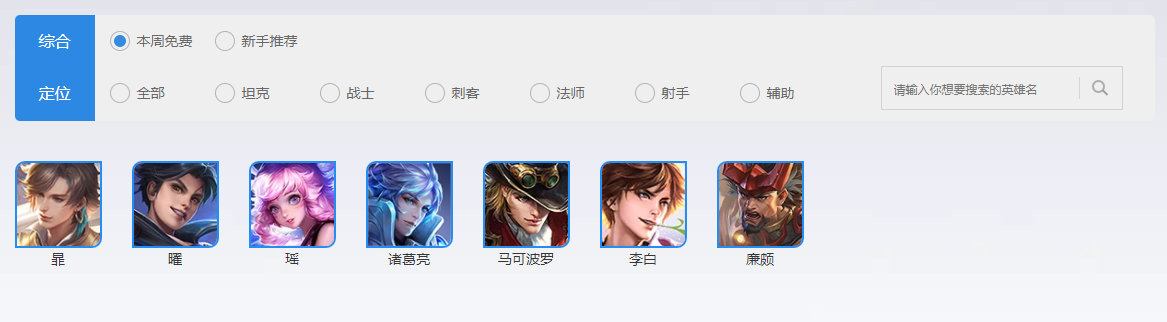 综合 本周免费 新手推荐
定位 全部 坦克 战士 刺客 法师 射手 辅助 请输入你想要搜索的英雄名
暃 曜 瑶 诸葛亮 马可波罗 李白 廉颇